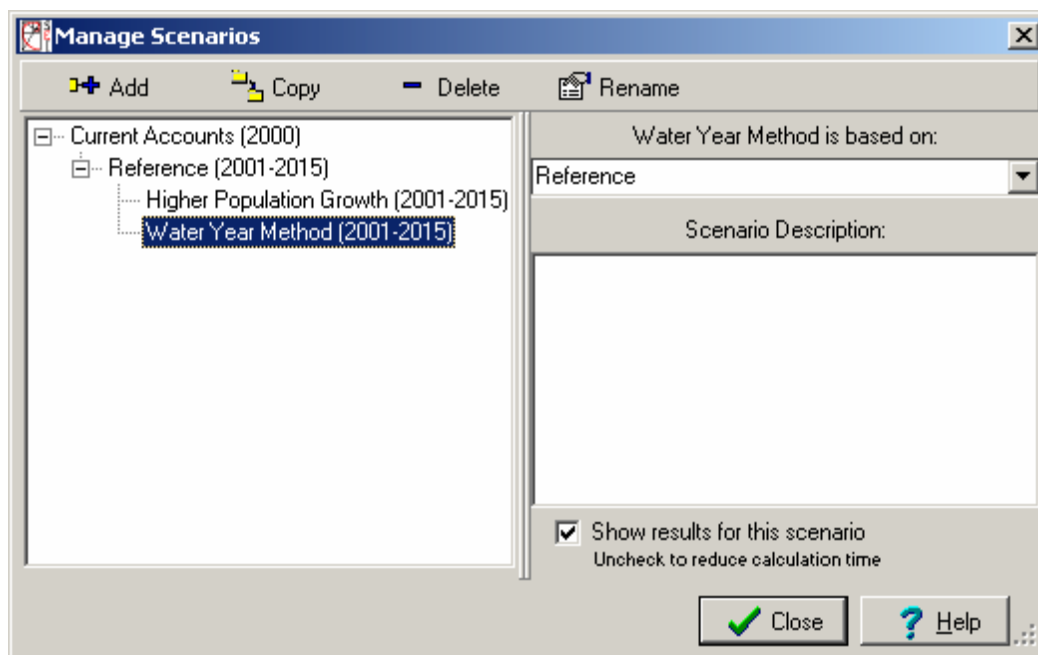 Manage Scenarios
Add Copy Delete Rename
Current Accounts (2000)
Reference (2001-2015)
Higher Population Growth (2001-2015)
Water Year Method (2001-2015)
Water Year Method is based on:
Reference
Scenario Description:
Show results for this scenario
Uncheck to reduce calculation time
Close Help